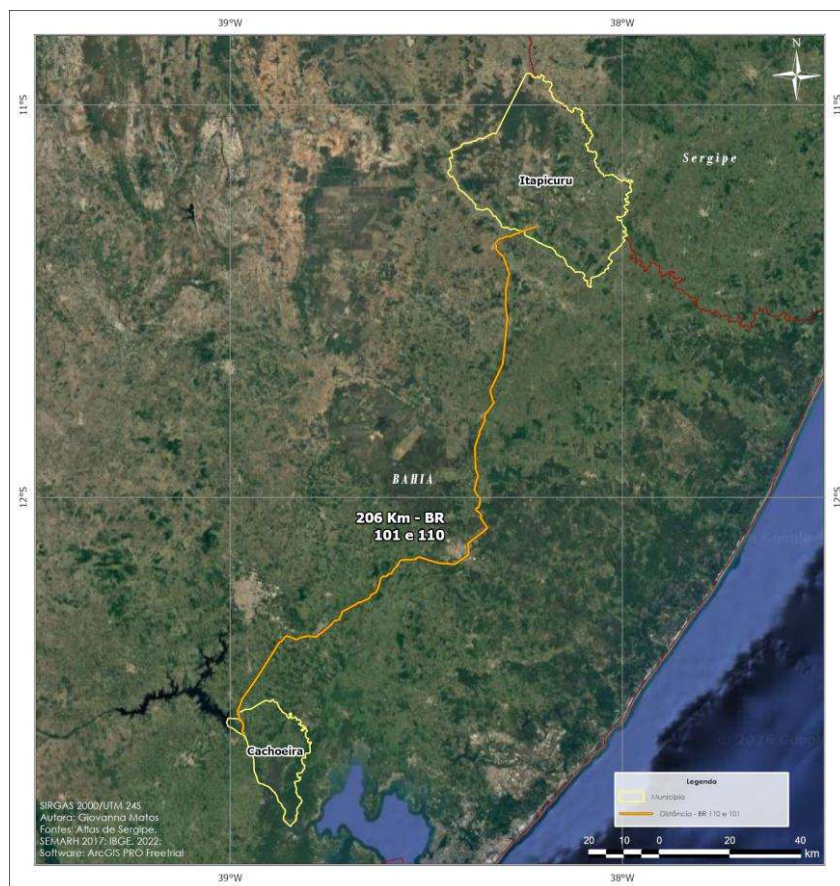 39°W
38°W
N
11°S
11°S
Sergipe
Itapicuru
12°S
12°S
BAHIA
206 Km - BR
101 e 110
Cachoeira
SIRGAS 2000/UTM 24S
Autora: Giovanna Matos
Fontes: Atlas de Sergipe.
SEMARH 2017; IBGE, 2022;
Software: ArcGIS PRO Freetrial
Legenda
Município
Distância - BR 110 e 101
20 10 0 20 40
km
39°W
38°W